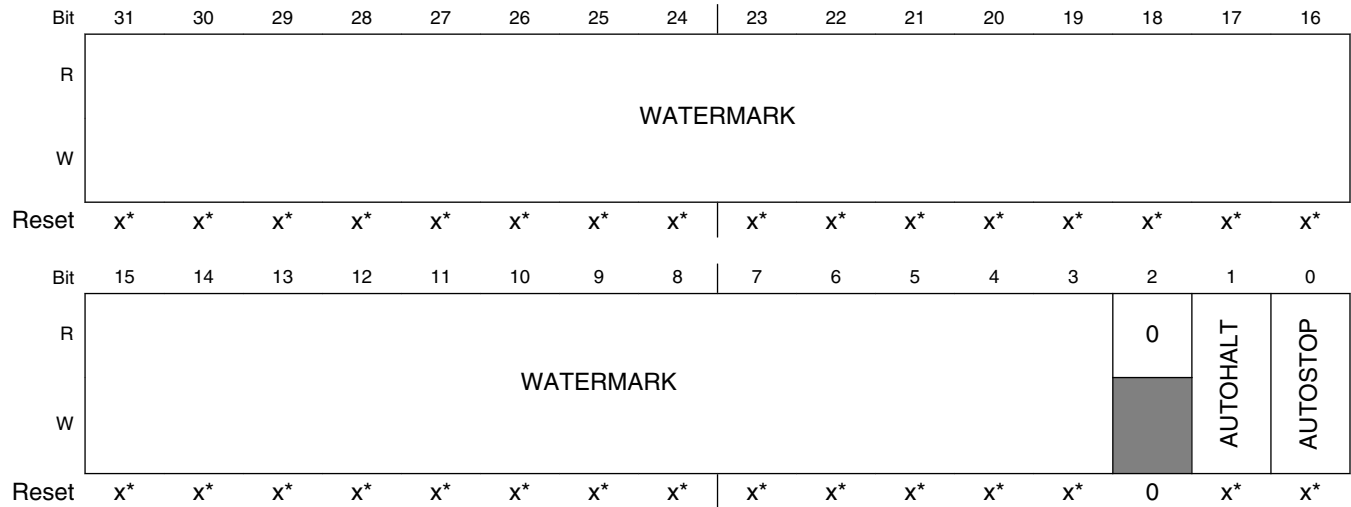 Bit 31 30 29 28 27 26 25 24 23 22 21 20 19 18 17 16
R
WATERMARK
W
Reset x* x* x* x* x* x* x* x* x* x* x* x* x* x* x* x*
Bit 15 14 13 12 11 10 9 8 7 6 5 4 3 2 1 0
R 0
WATERMARK AUTOHALT AUTOSTOP
W
Reset x* x* x* x* x* x* x* x* x* x* x* x* x* 0 x* x*